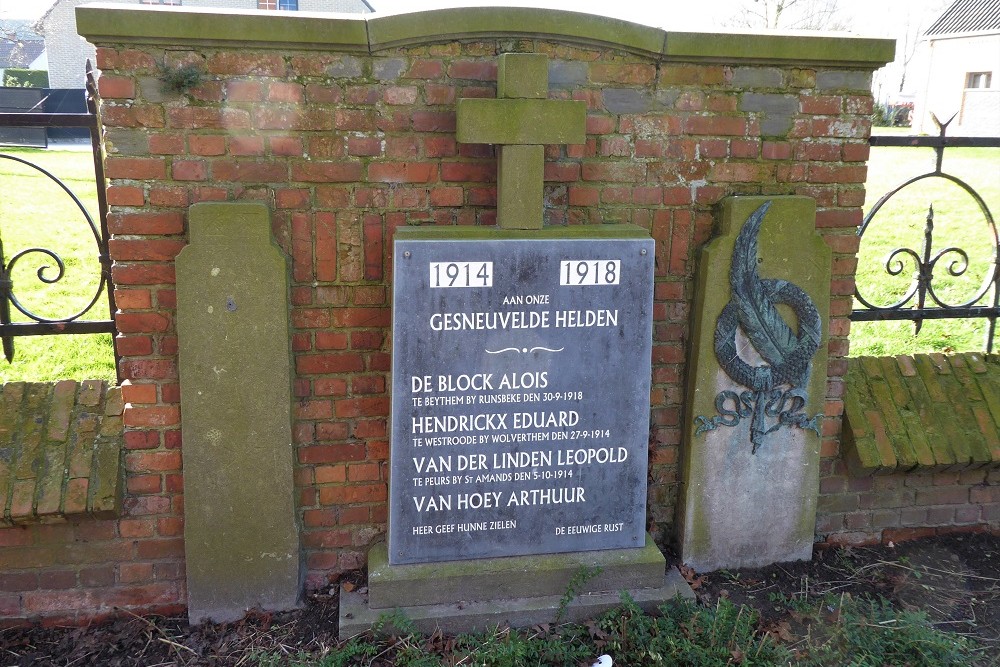 1914 1918
AAN ONZE
GESNEUVELDE HELDEN
DE BLOCK ALOIS
TE BEYTHEM BY RUNSBEKE DEN 30-9-1918
HENDRICKX EDUARD
TE WESTROODE BY WOLVERTHEM DEN 27-9-1914
VAN DER LINDEN LEOPOLD
TE PEURS BY ST AMANDS DEN 5-10-1914
VAN HOEY ARTHUUR
HEER GEEF HUNNE ZIELEN DE EEUWIGE RUST